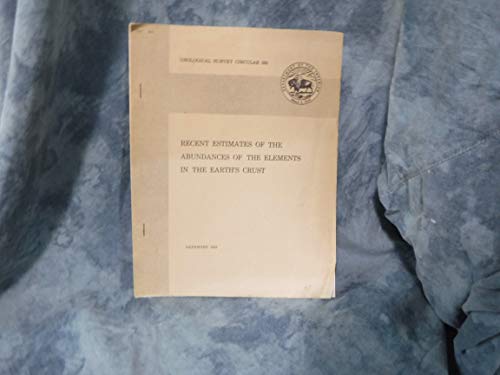 GEOLOGICAL SURVEY CIRCULAR
RECENT ESTIMATES OF THE
ABUNDANCES OF THE ELEMENTS
IN THE EARTH'S CRUST